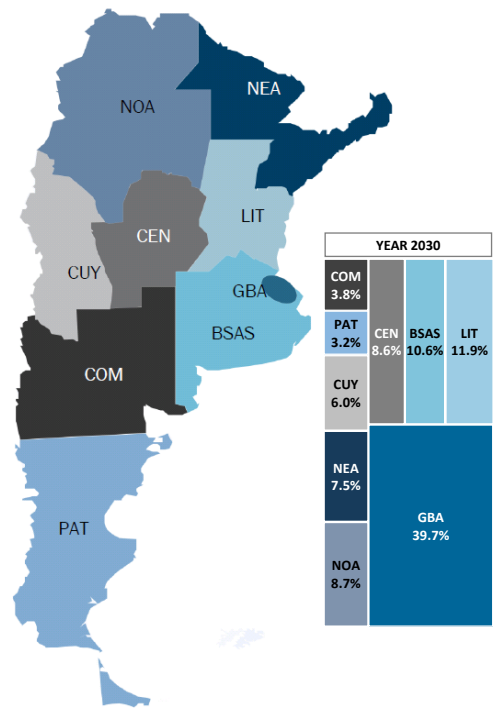 NEA
NOA
LIT
CEN
CUY
GBA
BSAS
COM
PAT
YEAR 2030
COM
3.8%
PAT
3.2%
CUY
6.0%
CEN
8.6%
BSAS
10.6%
LIT
11.9%
NEA
7.5%
NOA
8.7%
GBA
39.7%